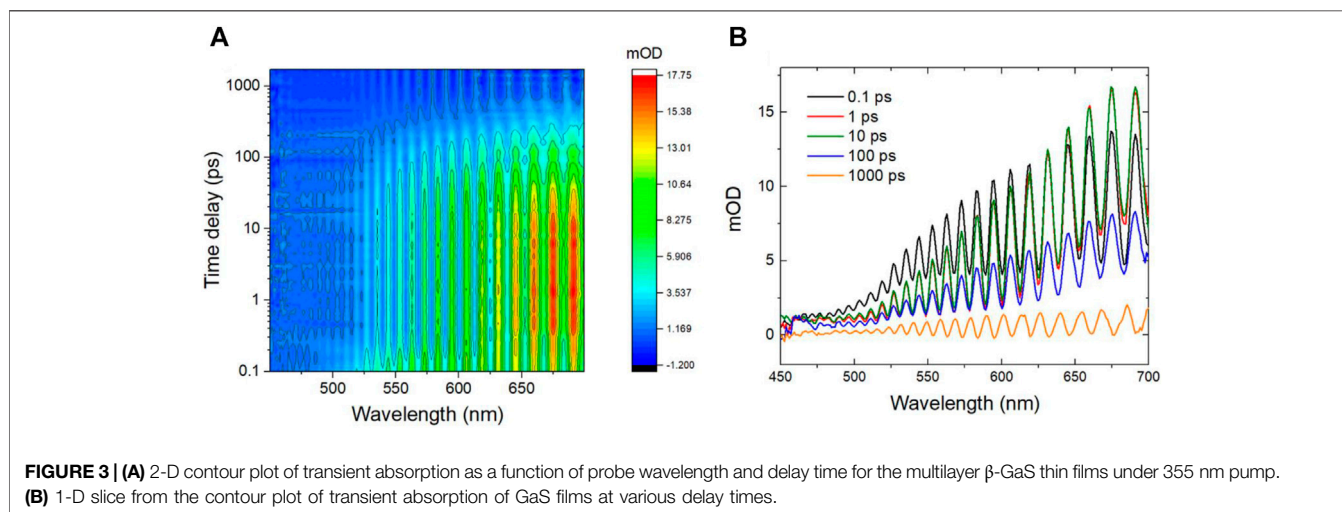 A
B
mOD
1000
100
10
1
0.1
Time delay (ps)
500
550
600
650
Wavelength (nm)
17.75
15.38
13.01
10.64
8.275
5.906
3.537
1.169
-1.200
15
10
5
0
mOD
0.1 ps
1 ps
10 ps
100 ps
1000 ps
450
500
550
600
650
700
Wavelength (nm)
FIGURE 3 | (A) 2-D contour plot of transient absorption as a function of probe wavelength and delay time for the multilayer β-GaS thin films under 355 nm pump.
(B) 1-D slice from the contour plot of transient absorption of GaS films at various delay times.